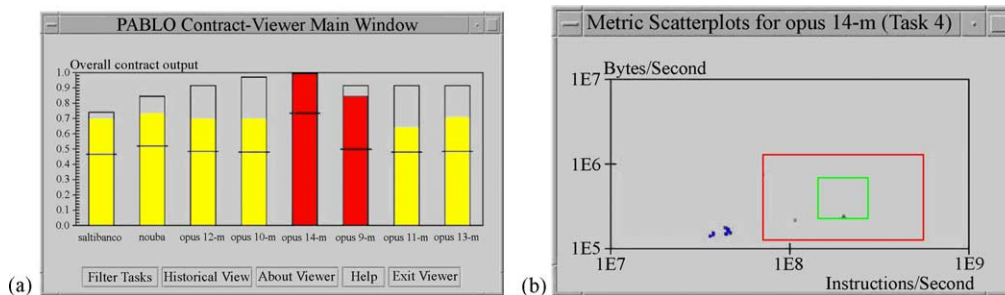 PABLO Contract-Viewer Main Window
Overall contract output
1.0
0.9
0.8
0.7
0.6
0.5
0.4
0.3
0.2
0.1
0.0
saltibanco nouba opus 12-m opus 10-m opus 14-m opus 9-m opus 11-m opus 13-m
Filter Tasks Historical View About Viewer Help Exit Viewer
(a)
Metric Scatterplots for opus 14-m (Task 4)
Bytes/Second
1E7
1E6
1E5
1E7 1E8 1E9
Instructions/Second
(b)